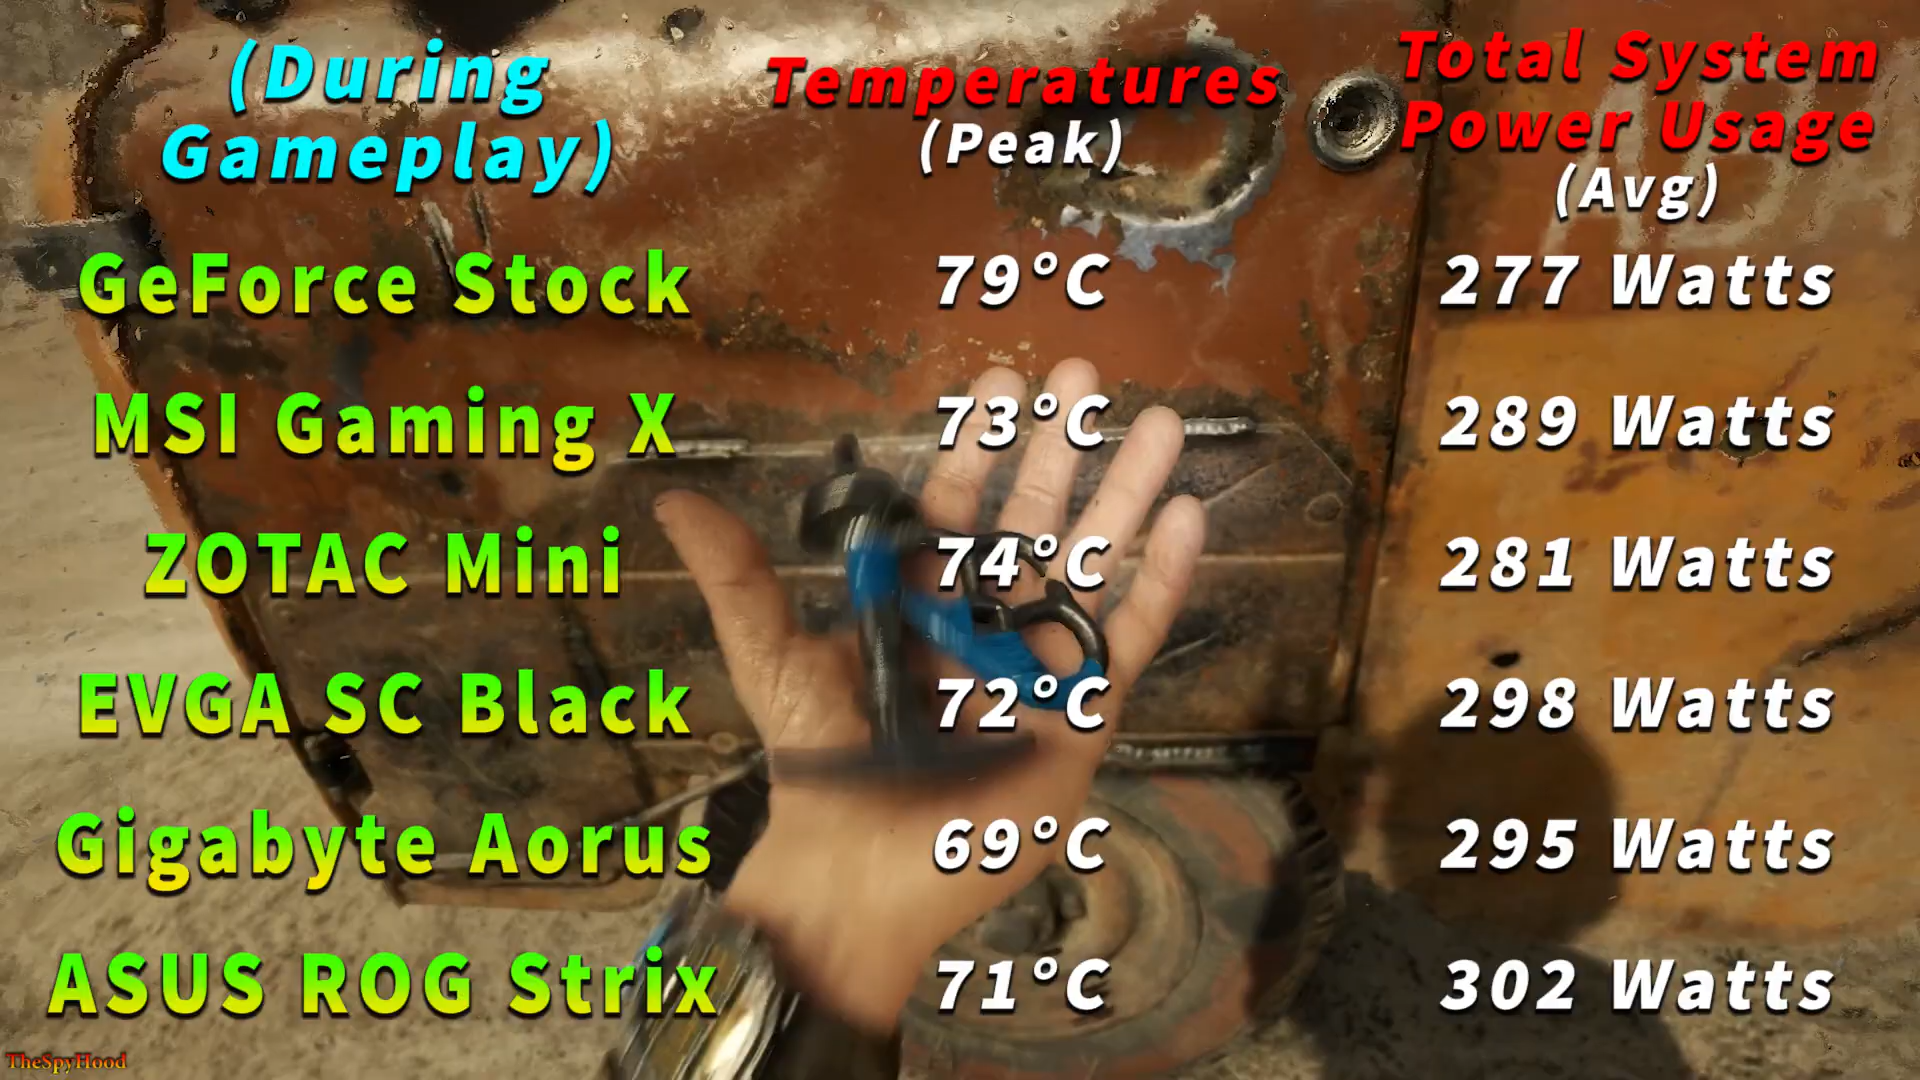 (During
Gameplay)
Temperatures
(Peak)
Total System
Power Usage
(Avg)
GeForce Stock 79°C 277 Watts
MSI Gaming X 73°C 289 Watts
ZOTAC Mini 74°C 281 Watts
EVGA SC Black 72°C 298 Watts
Gigabyte Aorus 69°C 295 Watts
ASUS ROG Strix 71°C 302 Watts
TheSpyHood